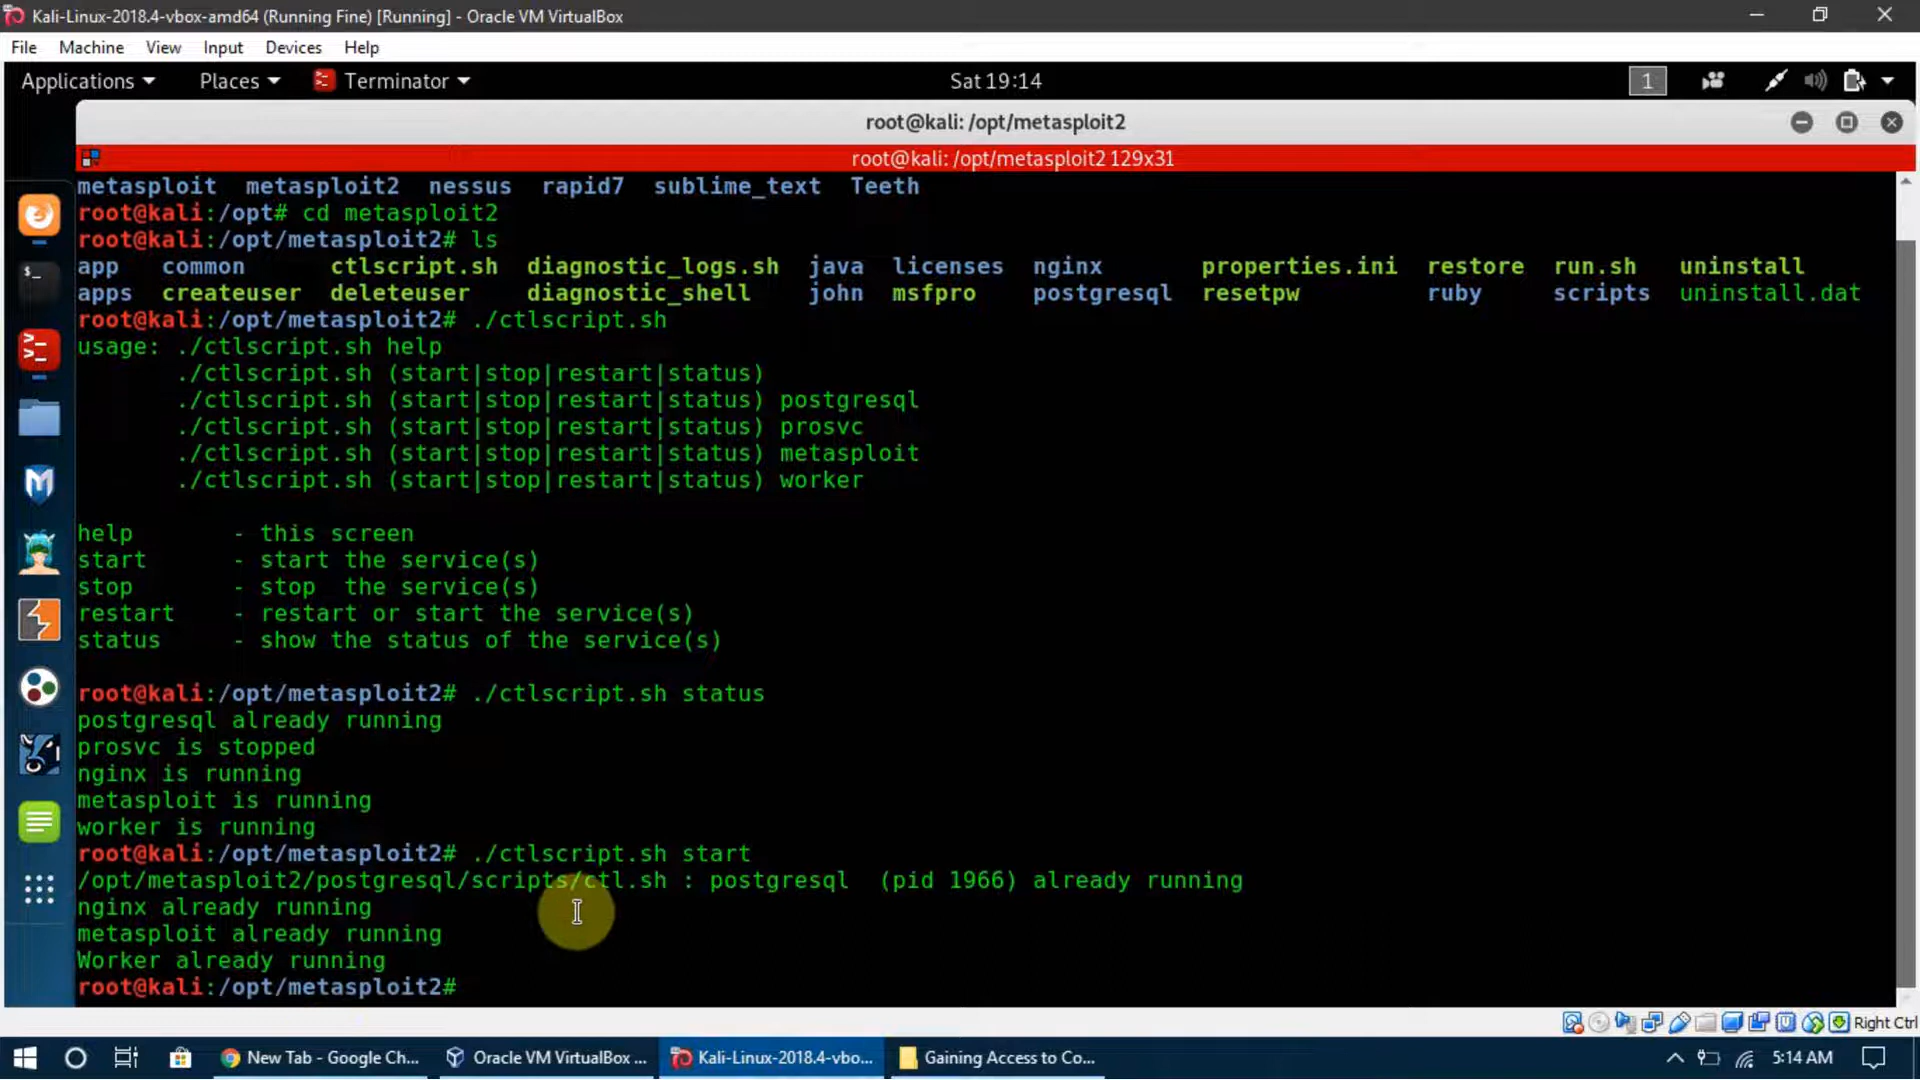 Kali-Linux-2018.4-vbox-amd64 (Running Fine) [Running] - Oracle VM VirtualBox
File Machine View Input Devices Help
Applications Places Terminator Sat 19:14 1
root@kali: /opt/metasploit2
root@kali: /opt/metasploit2 129x31
metasploit metasploit2 nessus rapid7 sublime_text Teeth
root@kali:/opt# cd metasploit2
root@kali:/opt/metasploit2# ls
app common ctlscript.sh diagnostic_logs.sh java licenses nginx properties.ini restore run.sh uninstall
apps createuser deleteuser diagnostic_shell john msfpro postgresql resetpw ruby scripts uninstall.dat
root@kali:/opt/metasploit2# ./ctlscript.sh
usage: ./ctlscript.sh help
./ctlscript.sh (start|stop|restart|status)
./ctlscript.sh (start|stop|restart|status) postgresql
./ctlscript.sh (start|stop|restart|status) prosvc
./ctlscript.sh (start|stop|restart|status) metasploit
./ctlscript.sh (start|stop|restart|status) worker
help - this screen
start - start the service(s)
stop - stop the service(s)
restart - restart or start the service(s)
status - show the status of the service(s)
root@kali:/opt/metasploit2# ./ctlscript.sh status
postgresql already running
prosvc is stopped
nginx is running
metasploit is running
worker is running
root@kali:/opt/metasploit2# ./ctlscript.sh start
/opt/metasploit2/postgresql/scripts/ctl.sh : postgresql (pid 1966) already running
nginx already running
metasploit already running
Worker already running
root@kali:/opt/metasploit2#
Right Ctrl
New Tab - Google Ch... Oracle VM VirtualBox ... Kali-Linux-2018.4-vbo... Gaining Access to Co... 5:14 AM